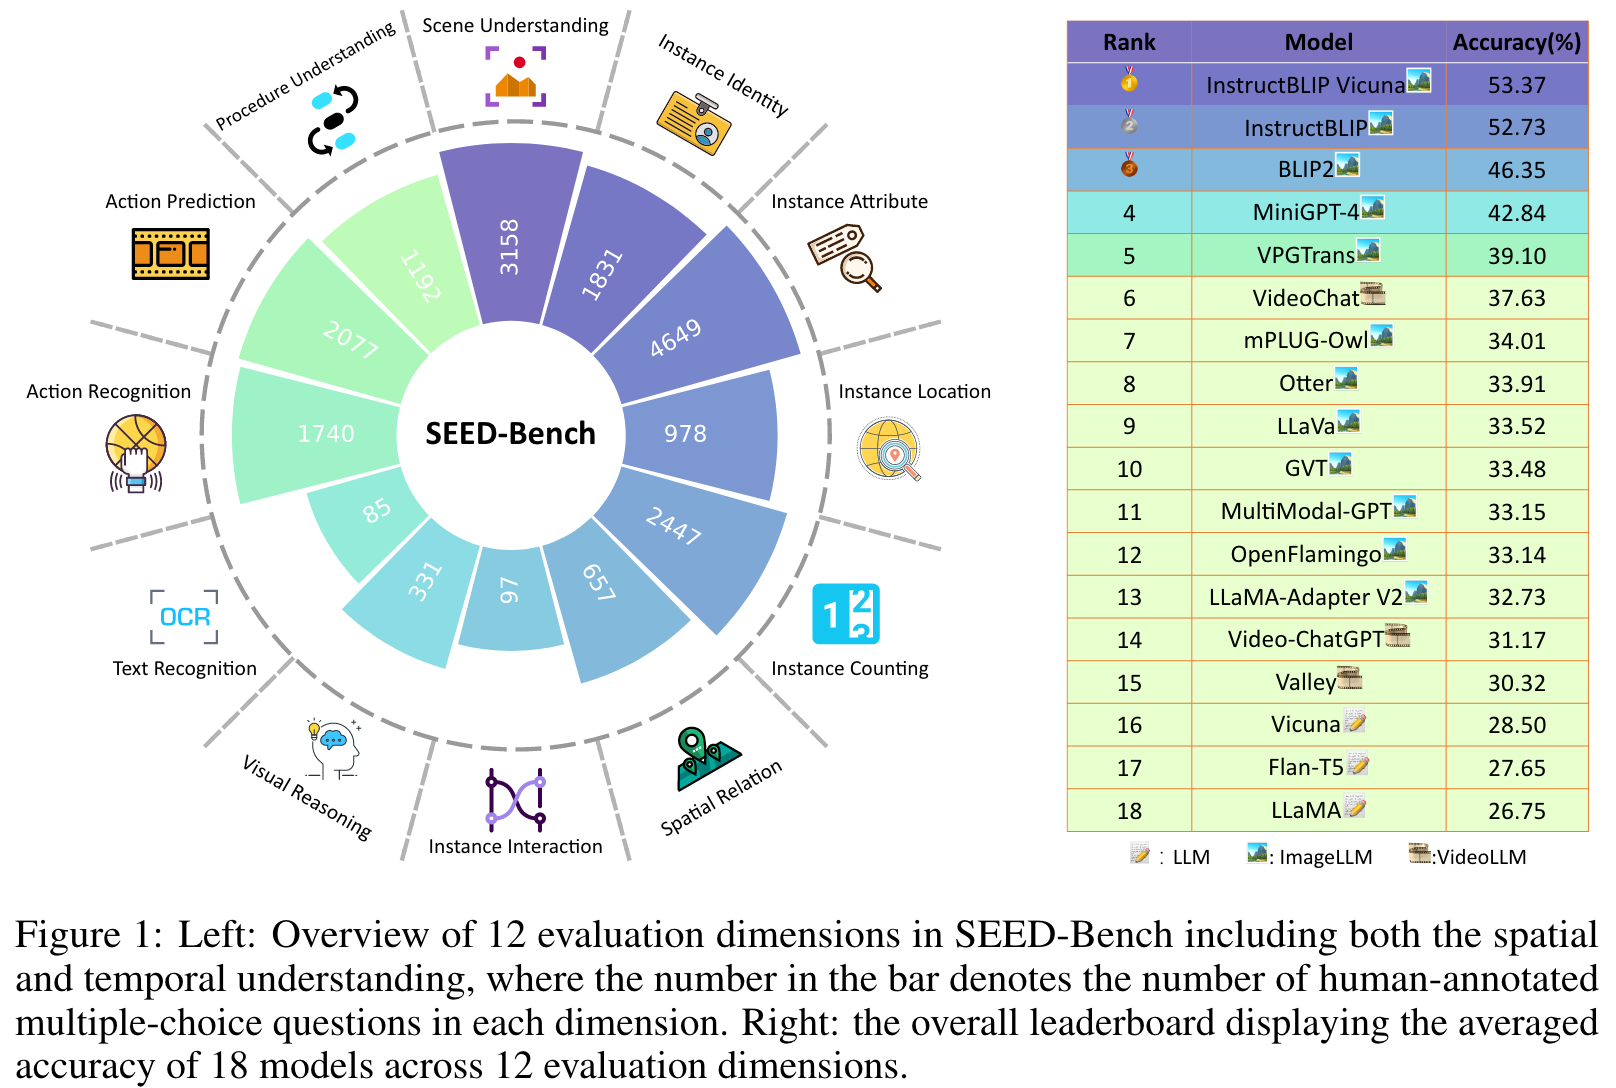 Scene Understanding
Instance Identity
Instance Attribute
Instance Location
Instance Counting
Spatial Relation
Instance Interaction
Visual Reasoning
Text Recognition
Action Recognition
Action Prediction
Procedure Understanding
OCR
1 2 3
3158
1831
4649
978
2447
657
97
331
85
1740
2077
1192
SEED-Bench
Rank Model Accuracy(%)
1 InstructBLIP Vicuna 53.37
2 InstructBLIP 52.73
3 BLIP2 46.35
4 MiniGPT-4 42.84
5 VPGTrans 39.10
6 VideoChat 37.63
7 mPLUG-Owl 34.01
8 Otter 33.91
9 LLaVa 33.52
10 GVT 33.48
11 MultiModal-GPT 33.15
12 OpenFlamingo 33.14
13 LLaMA-Adapter V2 32.73
14 Video-ChatGPT 31.17
15 Valley 30.32
16 Vicuna 28.50
17 Flan-T5 27.65
18 LLaMA 26.75
: LLM : ImageLLM :VideoLLM
Figure 1: Left: Overview of 12 evaluation dimensions in SEED-Bench including both the spatial
and temporal understanding, where the number in the bar denotes the number of human-annotated
multiple-choice questions in each dimension. Right: the overall leaderboard displaying the averaged
accuracy of 18 models across 12 evaluation dimensions.